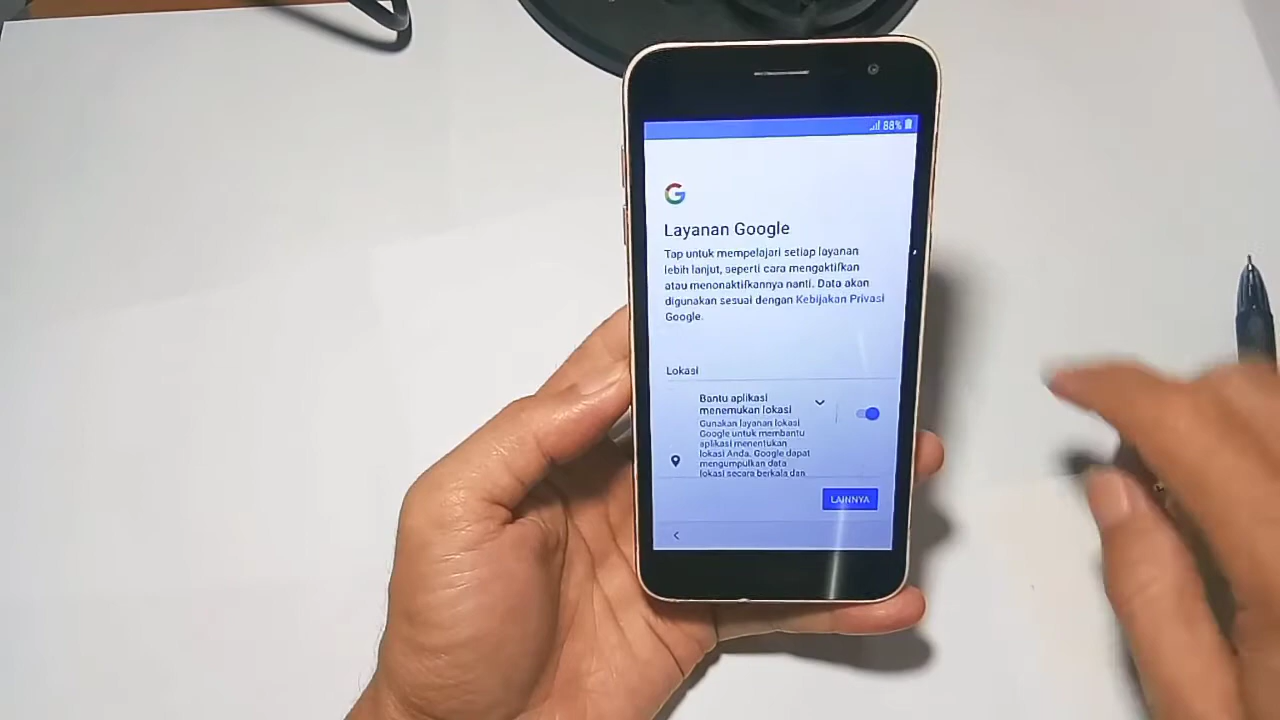 88%
Layanan Google
Tap untuk mempelajari setiap layanan
lebih lanjut, seperti cara mengaktifkan
atau menonaktifkannya nanti. Data akan
digunakan sesuai dengan Kebijakan Privasi
Google.
Lokasi
Bantu aplikasi
menemukan lokasi
Gunakan layanan lokasi
Google untuk membantu
aplikasi menentukan
lokasi Anda. Google dapat
mengumpulkan data
lokasi secara berkala dan
LAINNYA